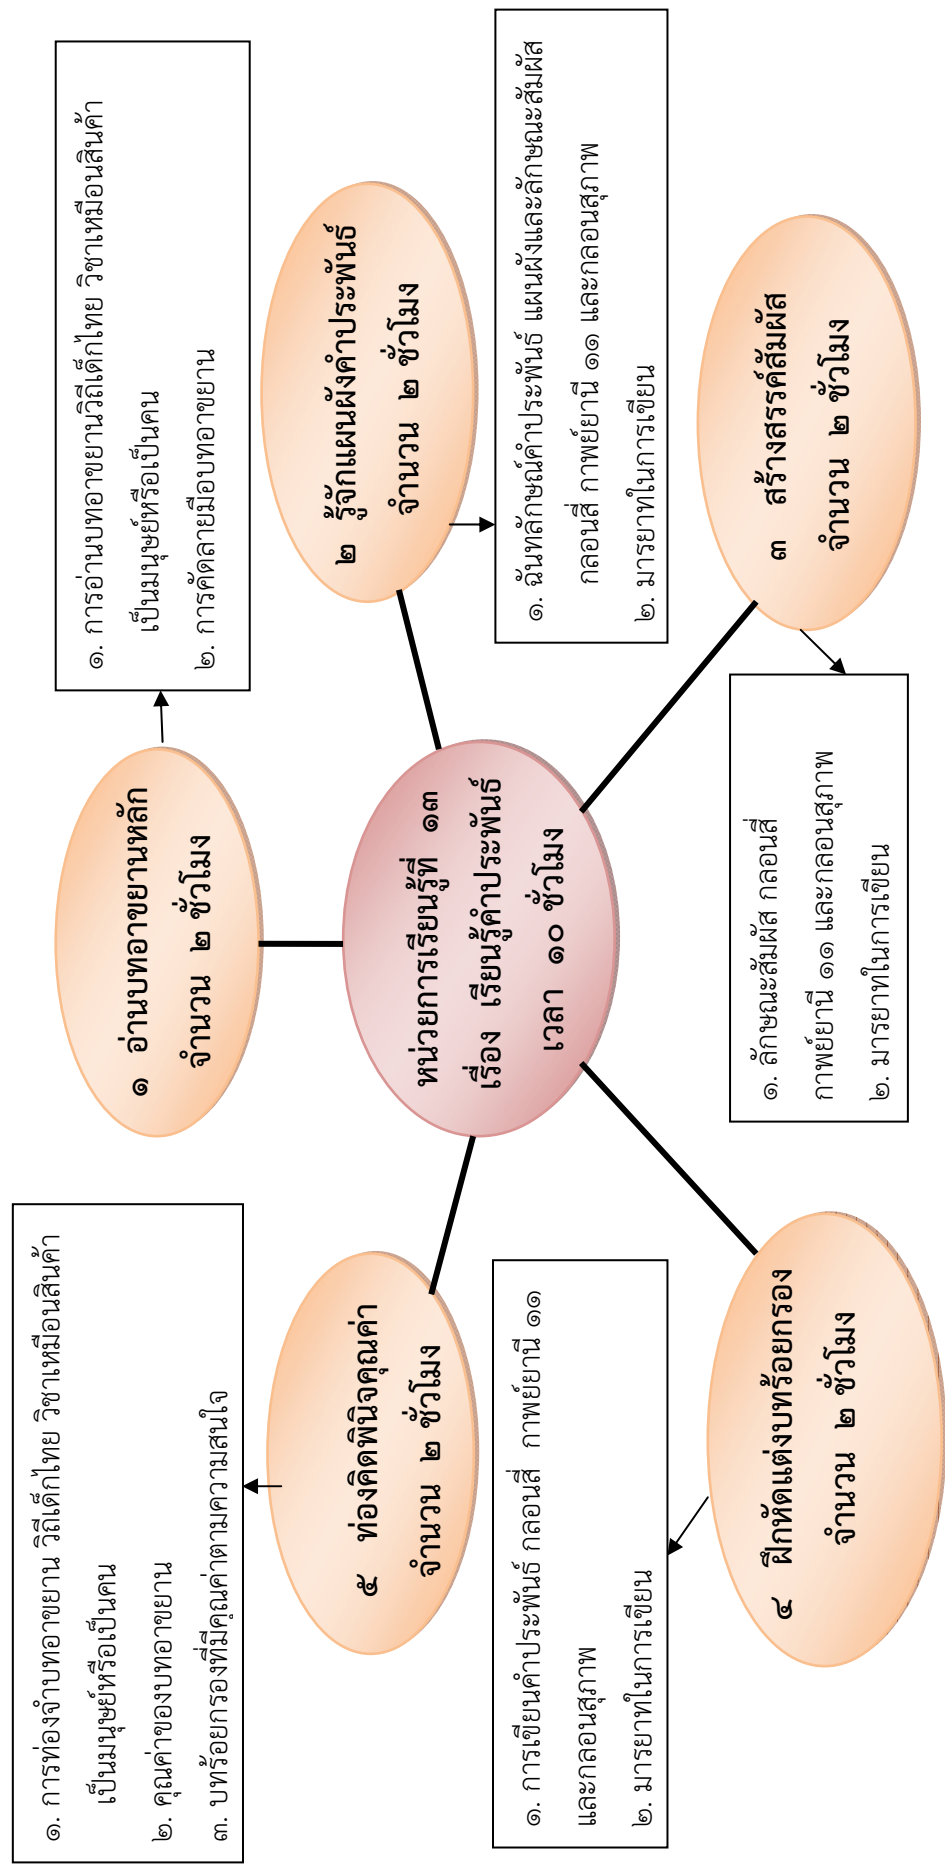 หน่วยการเรียนรู้ที่ ๑๓
เรื่อง เรียนรู้คำประพันธ์
เวลา ๑๐ ชั่วโมง
๑ อ่านบทอาขยานหลัก
จำนวน ๒ ชั่วโมง
๑. การอ่านบทอาขยานวิถีเด็กไทย วิชาเหมือนสินค้า
เป็นมนุษย์หรือเป็นคน
๒. การคัดลายมือบทอาขยาน
๒ รู้จักแผนผังคำประพันธ์
จำนวน ๒ ชั่วโมง
๑. ฉันทลักษณ์คำประพันธ์ แผนผังและลักษณะสัมผัส
กลอนสี่ กาพย์ยานี ๑๑ และกลอนสุภาพ
๒. มารยาทในการเขียน
๓ สร้างสรรค์สัมผัส
จำนวน ๒ ชั่วโมง
๑. ลักษณะสัมผัส กลอนสี่
กาพย์ยานี ๑๑ และกลอนสุภาพ
๒. มารยาทในการเขียน
๔ ฝึกหัดแต่งบทร้อยกรอง
จำนวน ๒ ชั่วโมง
๑. การเขียนคำประพันธ์ กลอนสี่ กาพย์ยานี ๑๑
และกลอนสุภาพ
๒. มารยาทในการเขียน
๕ ท่องคิดพินิจคุณค่า
จำนวน ๒ ชั่วโมง
๑. การท่องจำบทอาขยาน วิถีเด็กไทย วิชาเหมือนสินค้า
เป็นมนุษย์หรือเป็นคน
๒. คุณค่าของบทอาขยาน
๓. บทร้อยกรองที่มีคุณค่าตามความสนใจ